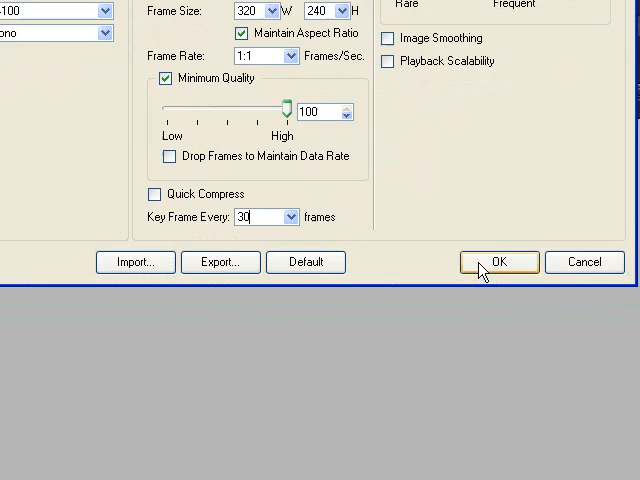 4100 Frame Size: 320 W 240 H Rare Frequent
ono Maintain Aspect Ratio Image Smoothing
Frame Rate: 1:1 Frames/Sec. Playback Scalability
Minimum Quality
100
Low High
Drop Frames to Maintain Data Rate
Quick Compress
Key Frame Every: 30 frames
Import... Export... Default OK Cancel